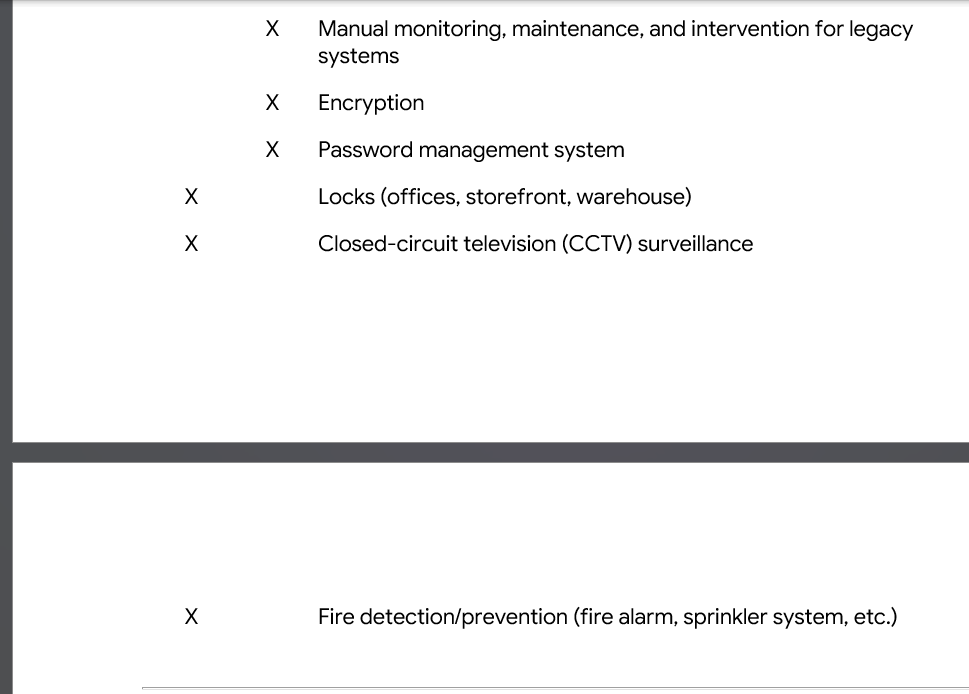 X Manual monitoring, maintenance, and intervention for legacy
systems
X Encryption
X Password management system
X Locks (offices, storefront, warehouse)
X Closed-circuit television (CCTV) surveillance
X Fire detection/prevention (fire alarm, sprinkler system, etc.)